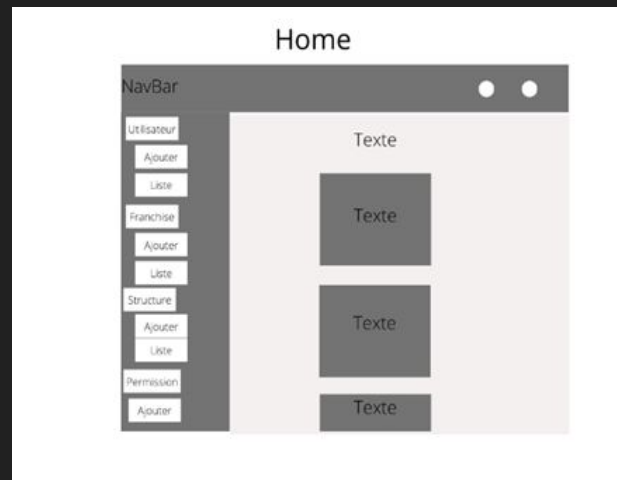 Home
NavBar
Utilisateur
Ajouter
Liste
Franchise
Ajouter
Liste
Structure
Ajouter
Liste
Permission
Ajouter
Texte
Texte
Texte
Texte